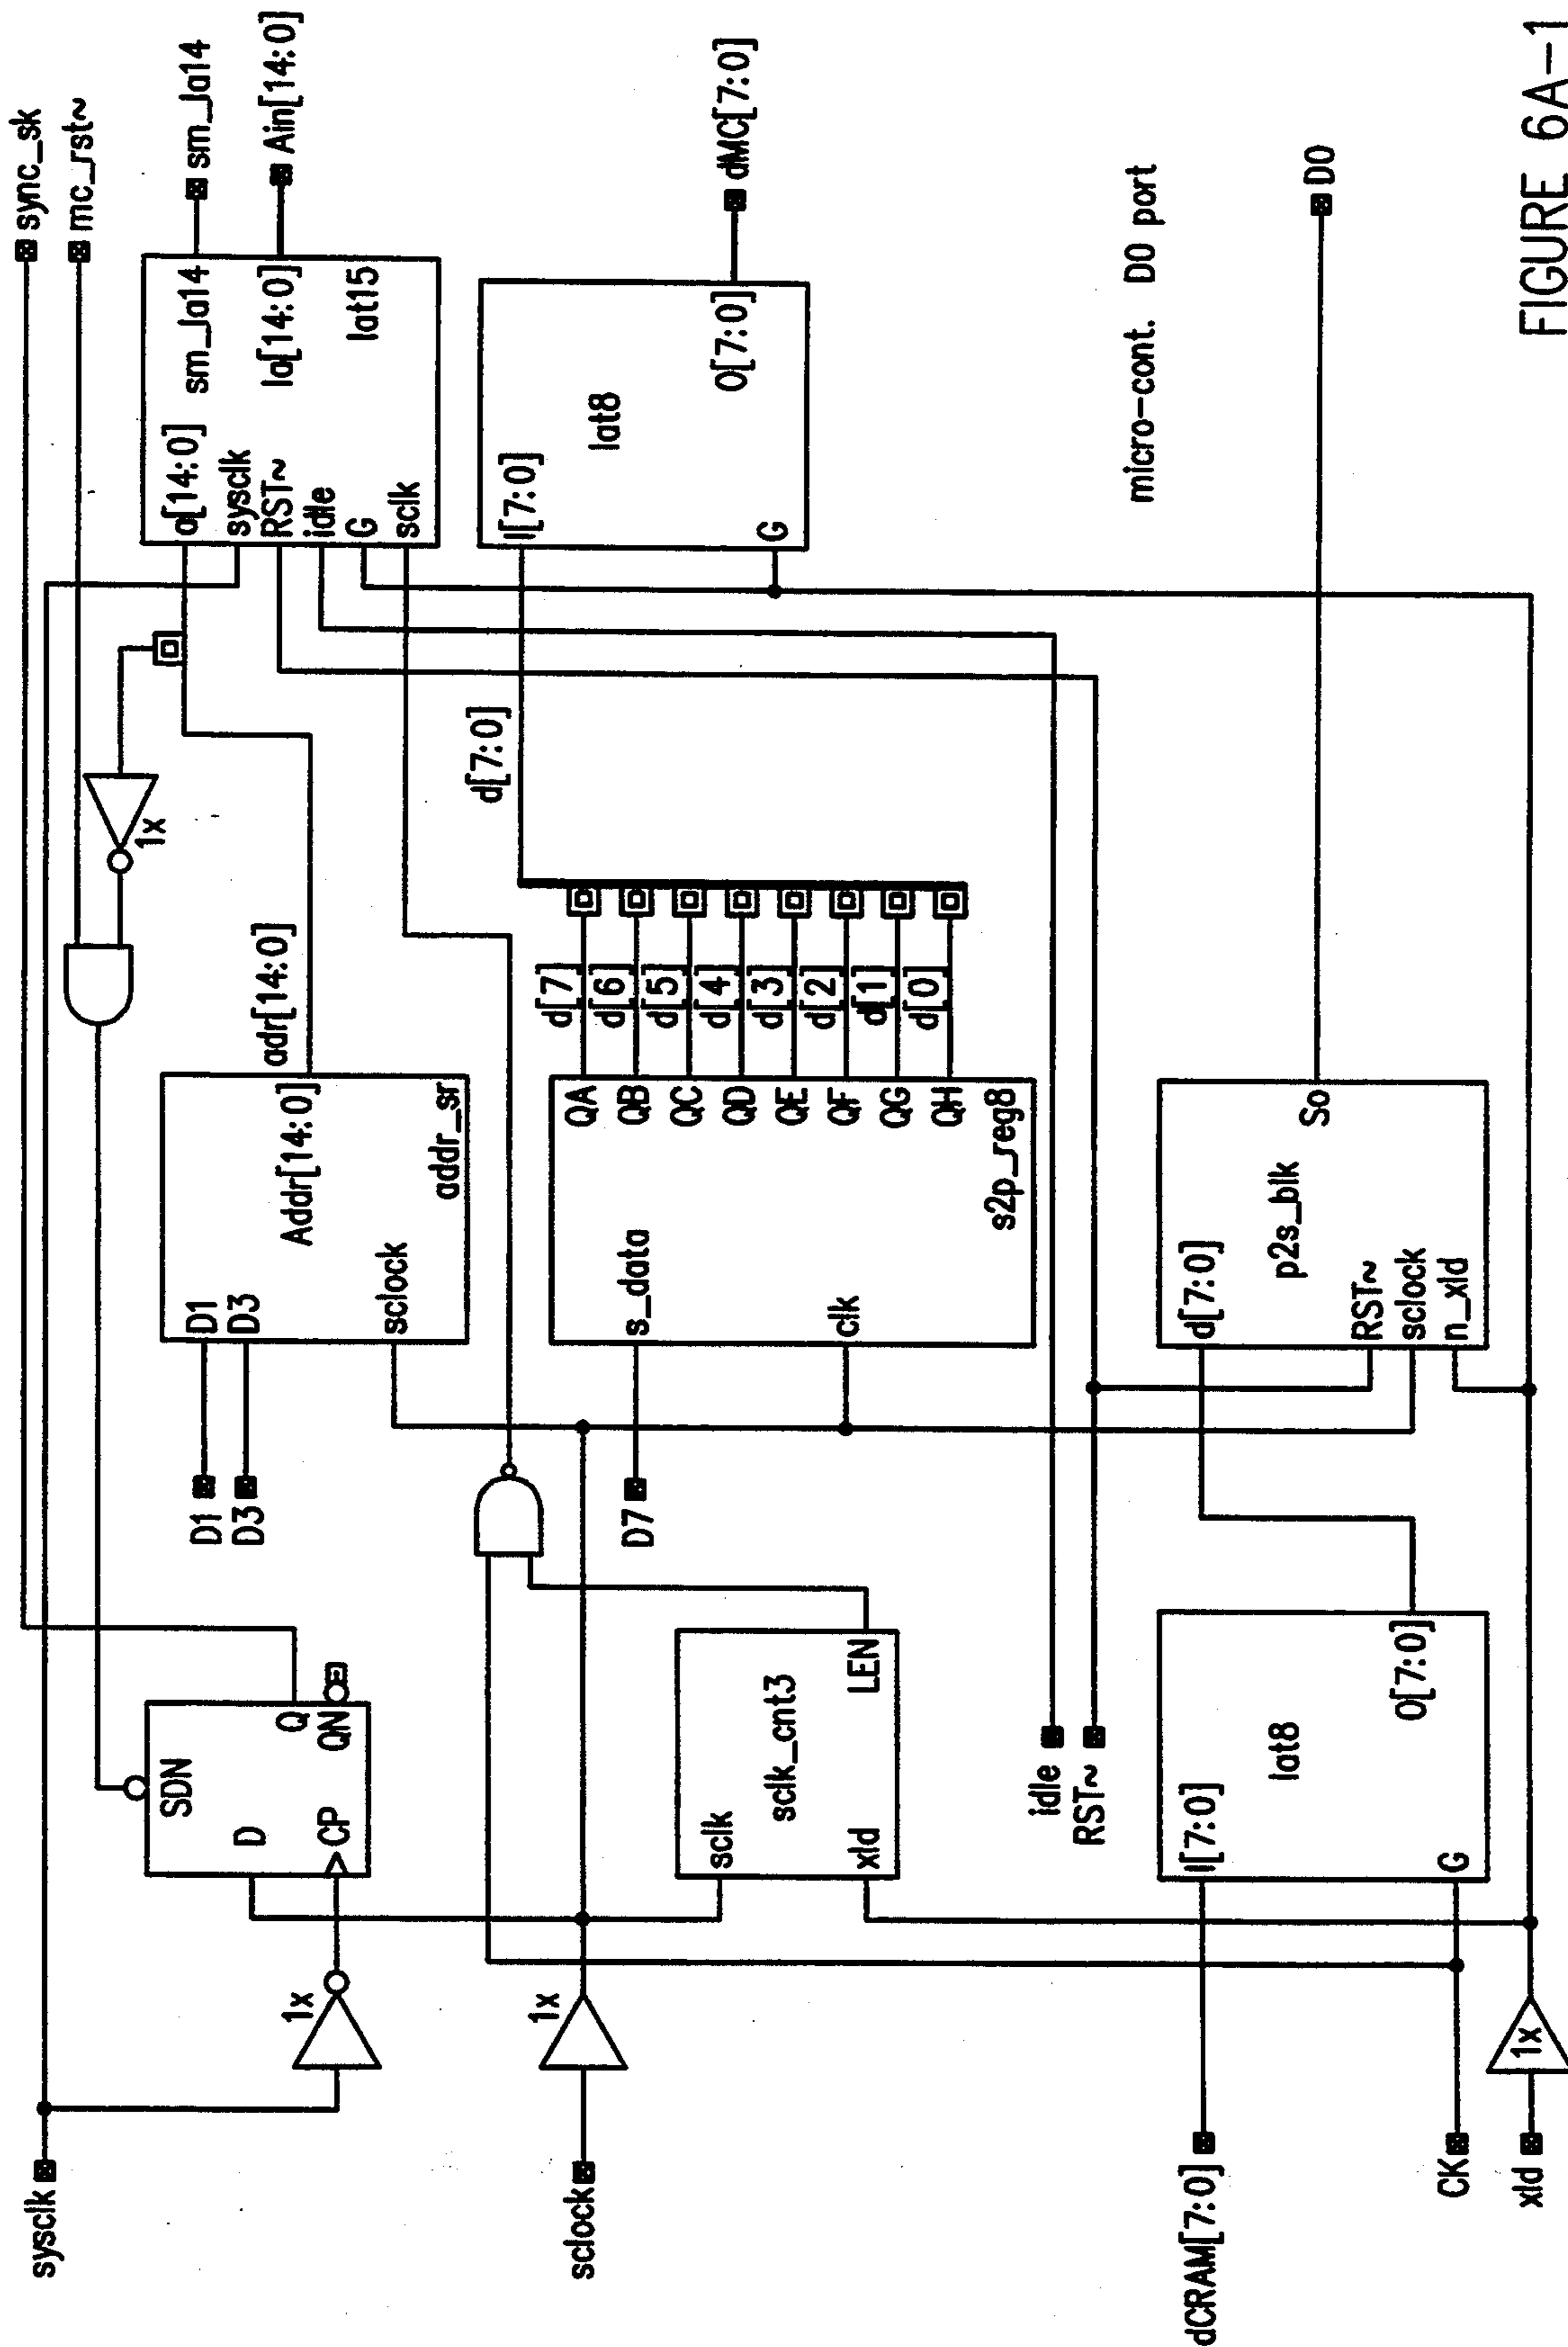 sync_sk
mc_rst~
sysclk
sm_la14
Ain[14:0]
a[14:0]
sysclk
RST~
idle
G
sclk
sm_la14
la[14:0]
lat15
1x
adr[14:0]
D1
D3
D1
D3
Addr[14:0]
sclock
addr_sr
SDN
D
CP
Q
QN
1x
I[7:0]
G
lat8
O[7:0]
dMC[7:0]
d[7:0]
d[7]
d[6]
d[5]
d[4]
d[3]
d[2]
d[1]
d[0]
QA
QB
QC
QD
QE
QF
QG
QH
s_data
clk
s2p_reg8
D7
sclock
1x
sclk
xld
sclk_cnt3
LEN
idle
RST~
micro-cont. DO port
DO
d[7:0]
RST~
sclock
n_xld
p2s_blk
So
dCRAM[7:0]
I[7:0]
G
lat8
O[7:0]
CK
xld
1x
FIGURE 6A-1